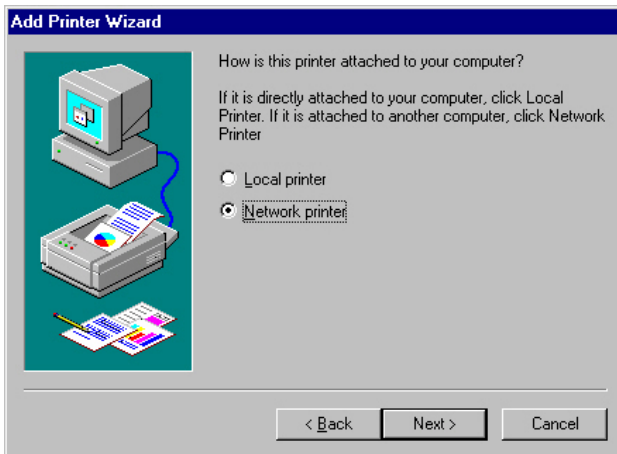 Add Printer Wizard
How is this printer attached to your computer?
If it is directly attached to your computer, click Local
Printer. If it is attached to another computer, click Network
Printer
Local printer
Network printer
< Back
Next >
Cancel